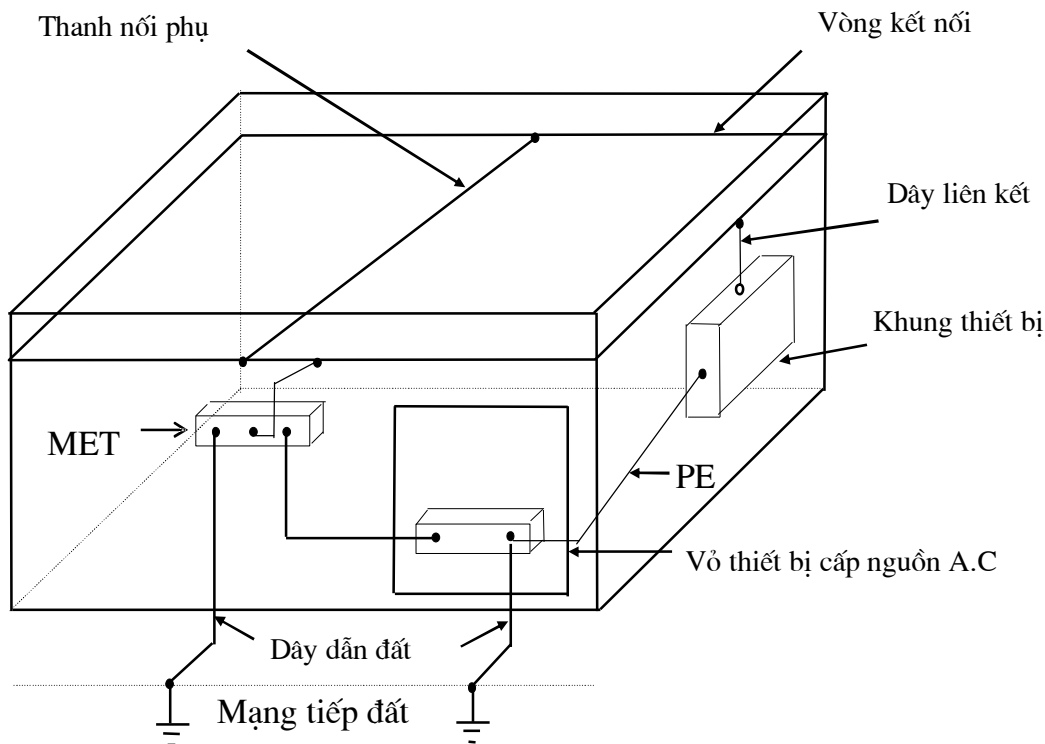 Thanh nối phụ
Vòng kết nối
Dây liên kết
Khung thiết bị
MET
PE
Vỏ thiết bị cấp nguồn A.C
Dây dẫn đất
Mạng tiếp đất